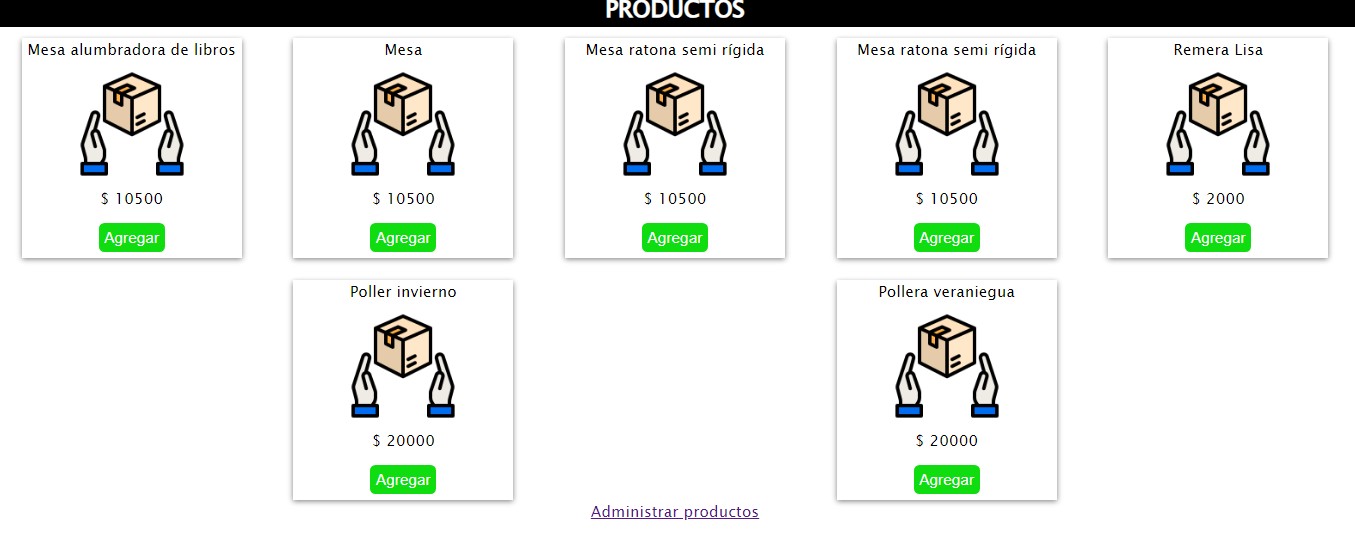 PRODUCTOS
Mesa alumbradora de libros
$ 10500
Agregar
Mesa
$ 10500
Agregar
Mesa ratona semi rígida
$ 10500
Agregar
Mesa ratona semi rígida
$ 10500
Agregar
Remera Lisa
$ 2000
Agregar
Poller invierno
$ 20000
Agregar
Pollera veraniegua
$ 20000
Agregar
Administrar productos